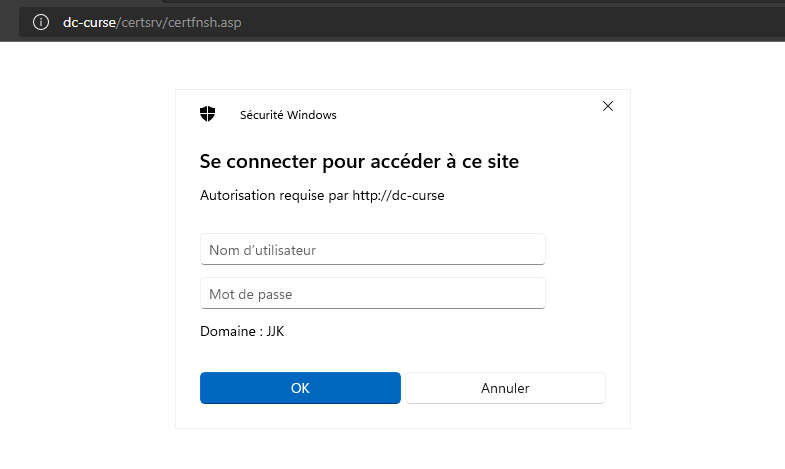 dc-curse/certsrv/certfnsh.asp
Sécurité Windows
Se connecter pour accéder à ce site
Autorisation requise par http://dc-curse
Nom d’utilisateur
Mot de passe
Domaine : JJK
OK
Annuler